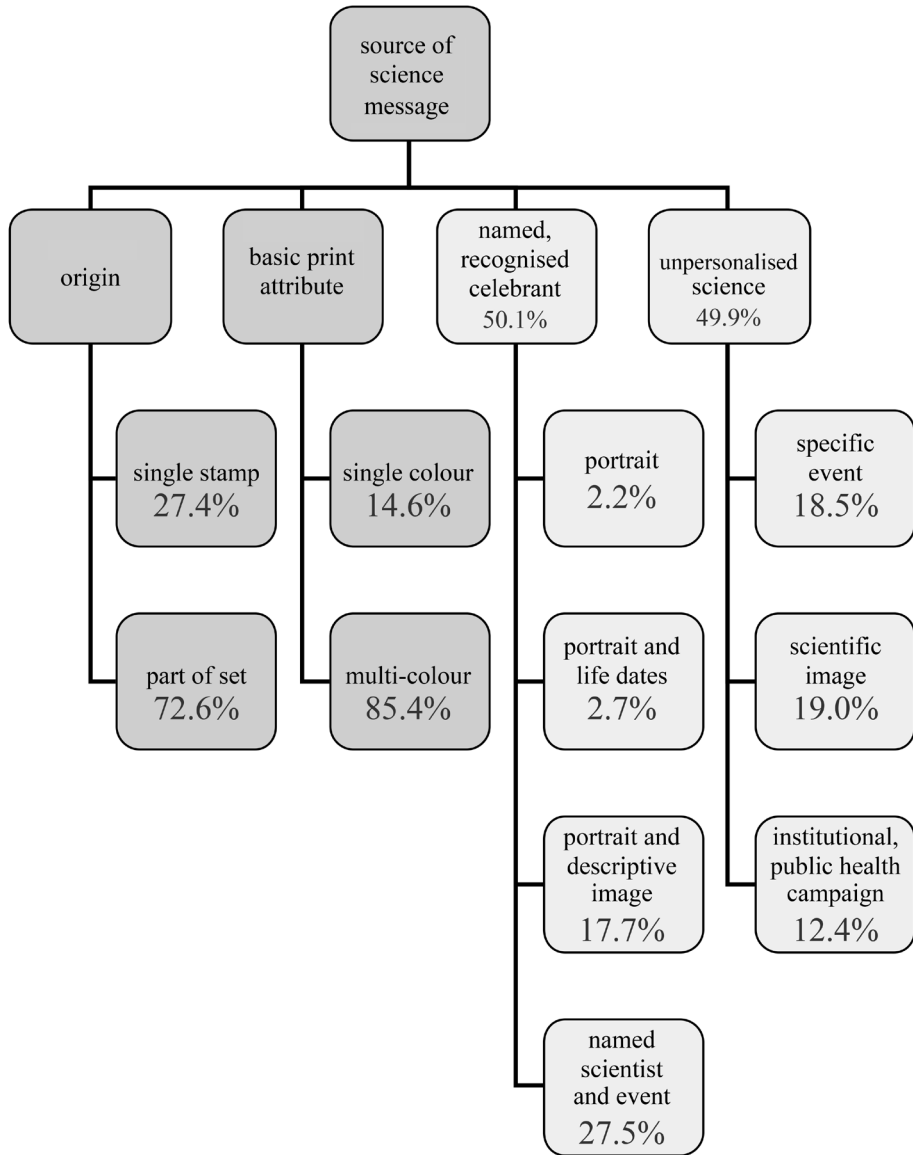 source of
science
message
origin
basic print
attribute
named,
recognised
celebrant
50.1%
unpersonalised
science
49.9%
single stamp
27.4%
single colour
14.6%
portrait
2.2%
specific
event
18.5%
part of set
72.6%
multi-colour
85.4%
portrait and
life dates
2.7%
scientific
image
19.0%
portrait and
descriptive
image
17.7%
institutional,
public health
campaign
12.4%
named
scientist
and event
27.5%